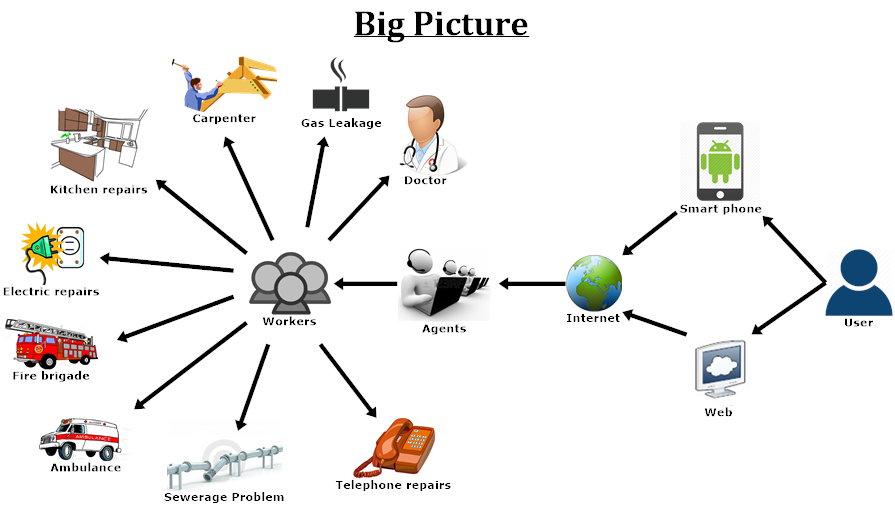 Big Picture
Carpenter
Gas Leakage
Doctor
Kitchen repairs
Smart phone
Electric repairs
Workers
Agents
Internet
User
Fire brigade
Web
AMBULANCE
Ambulance
Sewerage Problem
Telephone repairs